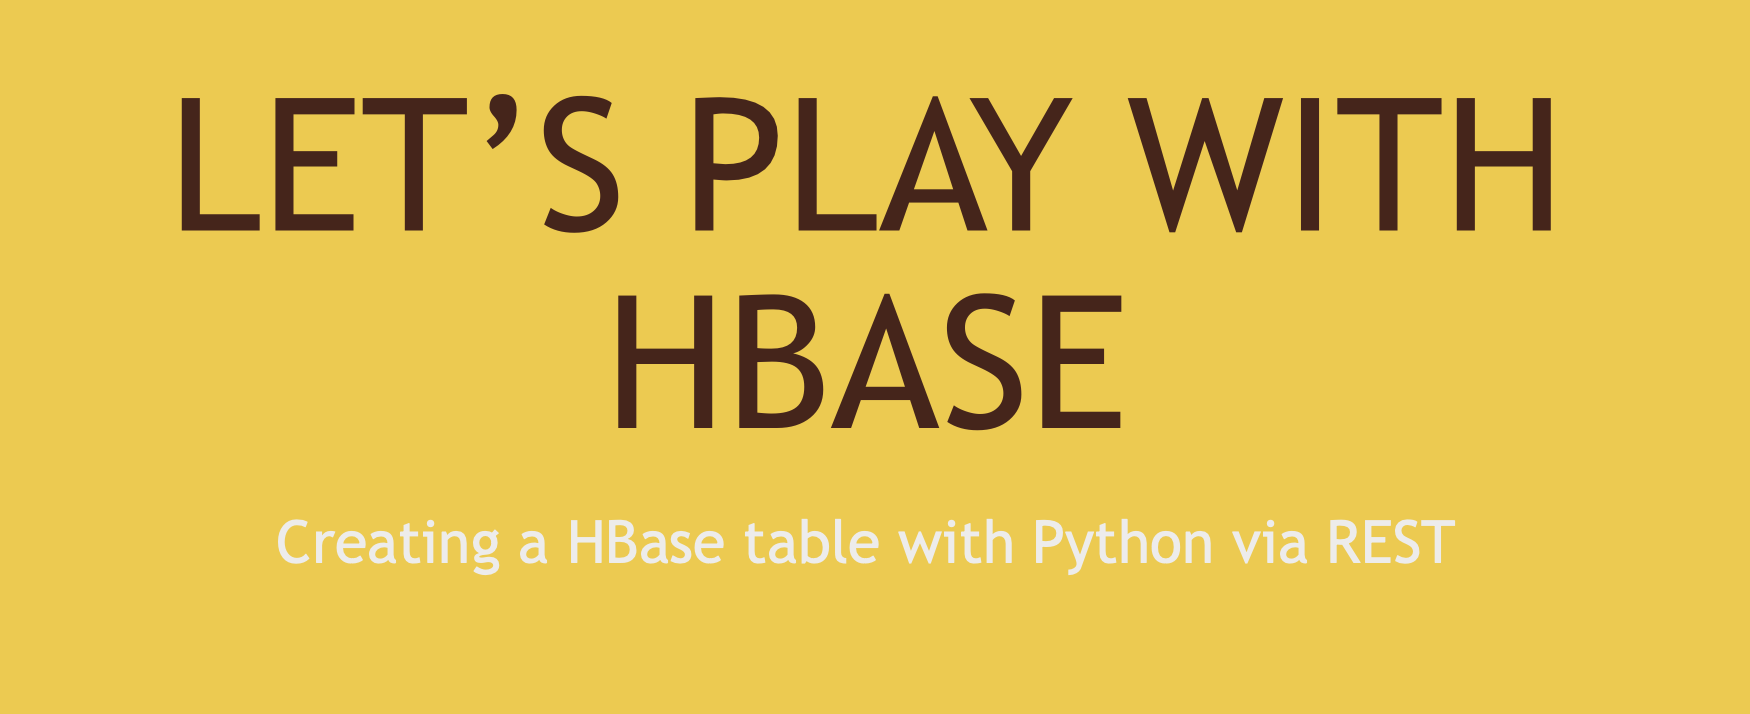 LET’S PLAY WITH
HBASE
Creating a HBase table with Python via REST